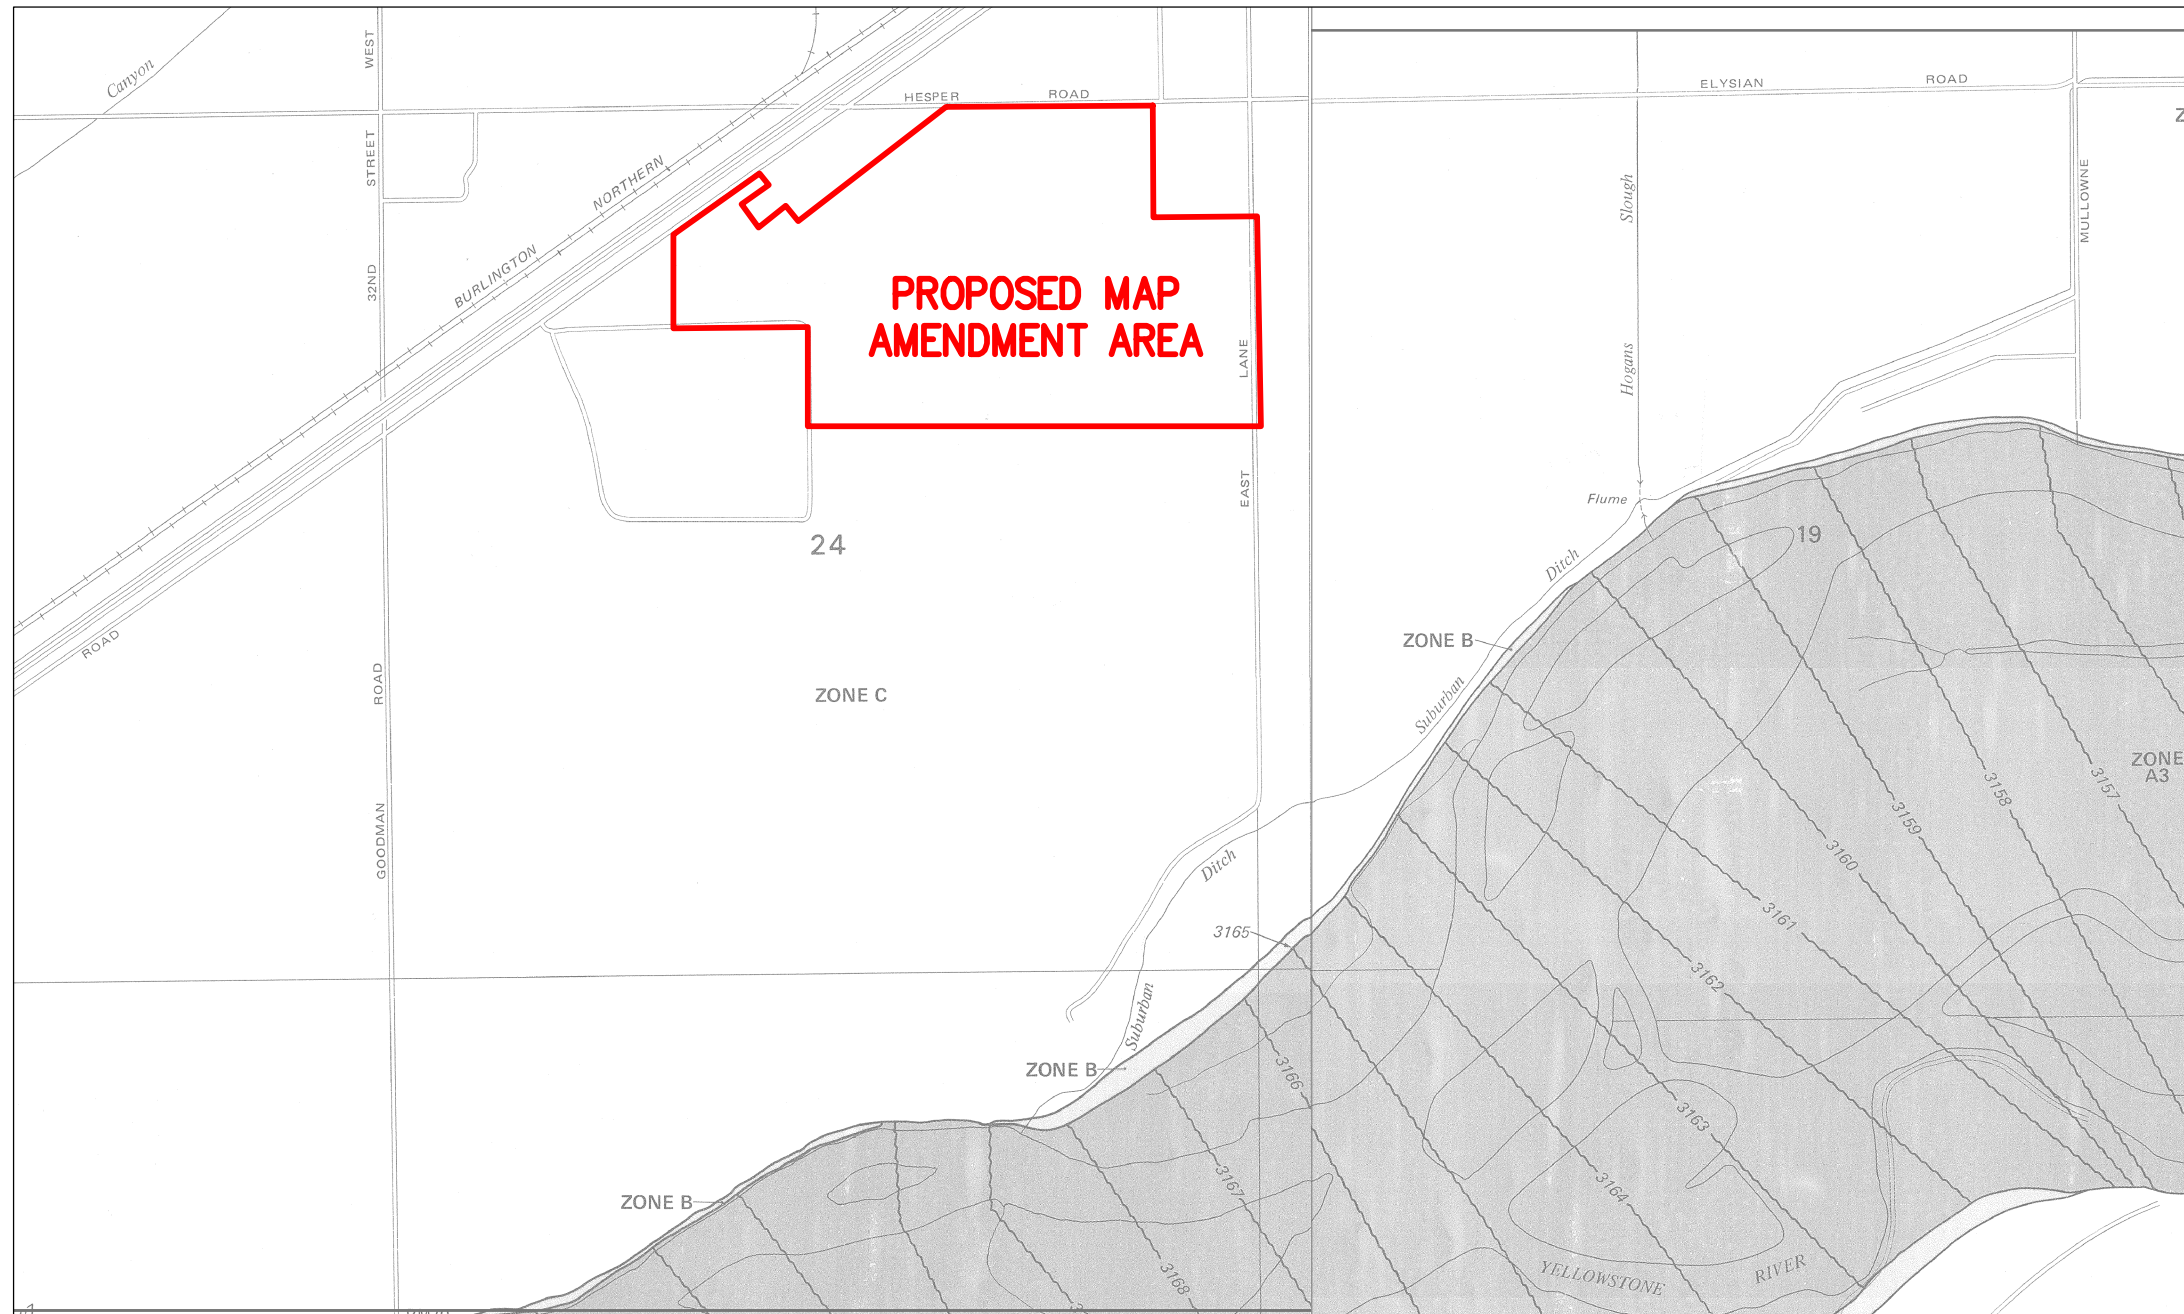 Canyon
WEST
STREET
32ND
HESPER ROAD
ELYSIAN ROAD
BURLINGTON NORTHERN
PROPOSED MAP
AMENDMENT AREA
LANE
EAST
Slough
Hogans
MULLOWNE
Flume
24
19
Ditch
Suburban
ZONE B
ROAD
ROAD
GOODMAN
ZONE C
ZONE
A3
3157
3158
3159
3160
3161
3162
3163
3164
3165
3166
3167
3168
Ditch
Suburban
ZONE B
ZONE B
YELLOWSTONE RIVER